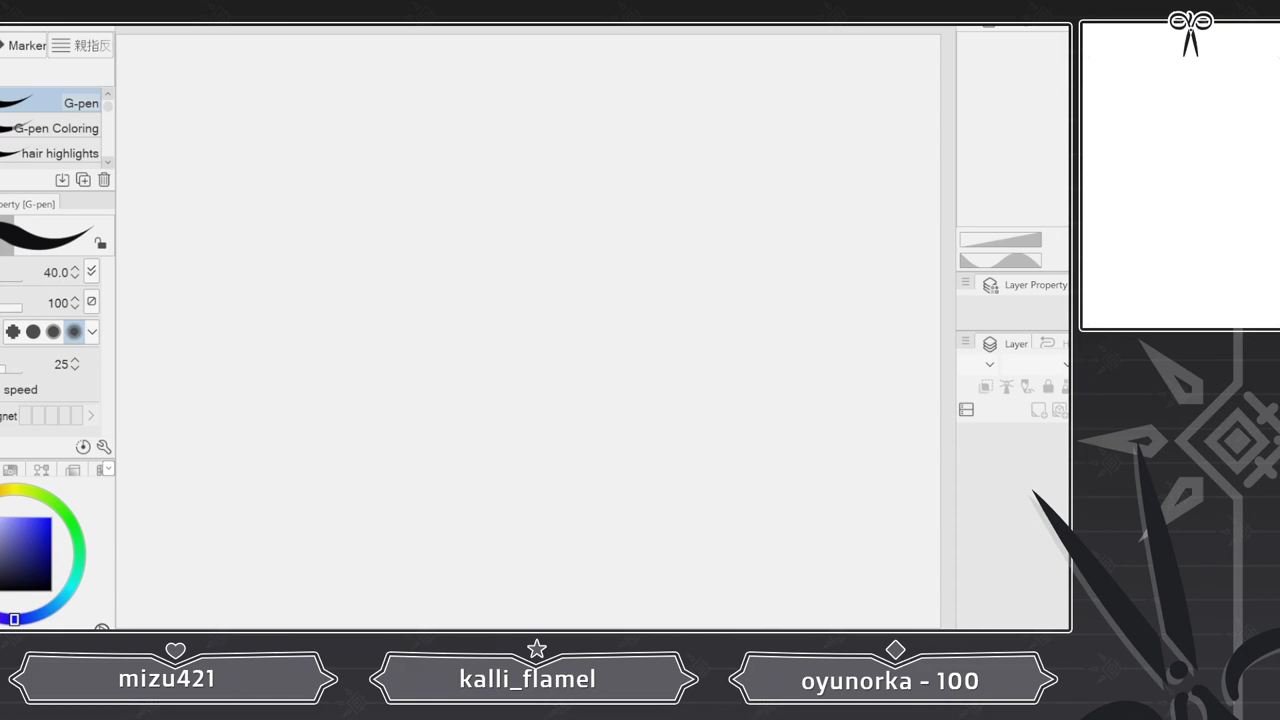 Marker 親指反
G-pen
G-pen Coloring
hair highlights
erty [G-pen]
40.0
100
25
speed
gnet
Layer Property
Layer
mizu421
kalli_flamel
oyunorka - 100